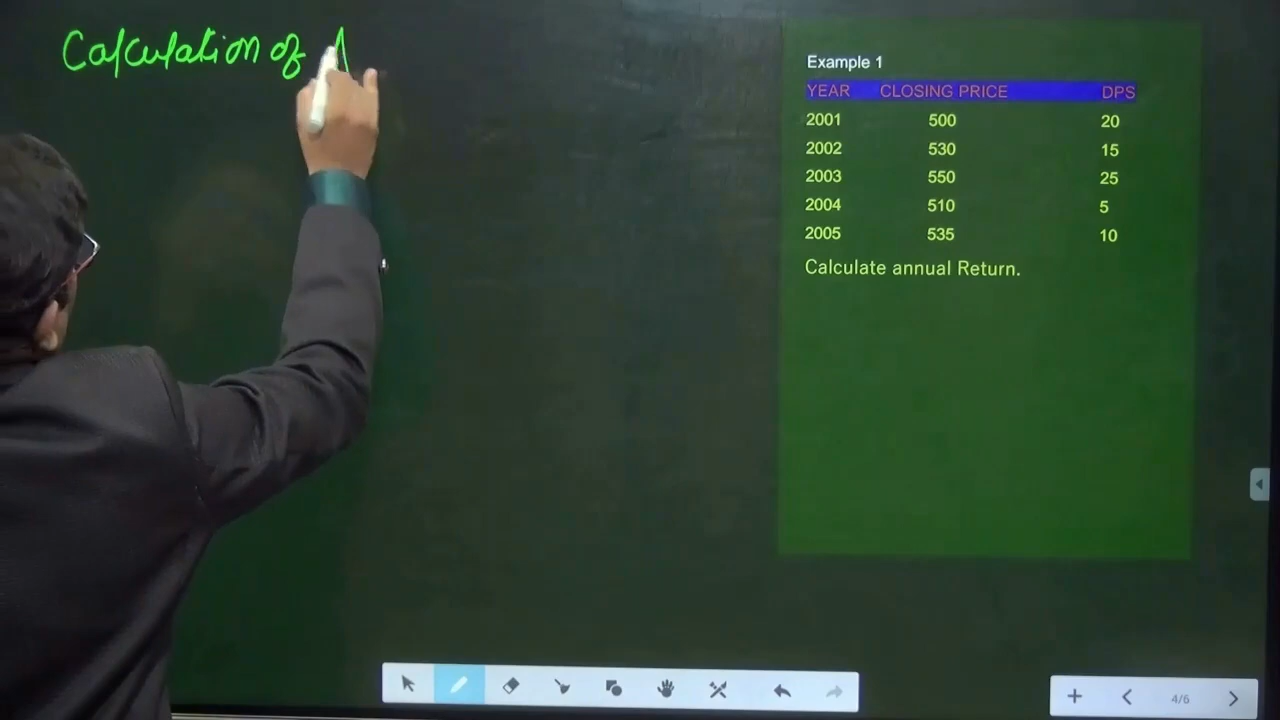 Calculation of A
Example 1
YEAR CLOSING PRICE DPS
2001 500 20
2002 530 15
2003 550 25
2004 510 5
2005 535 10
Calculate annual Return.
4/6